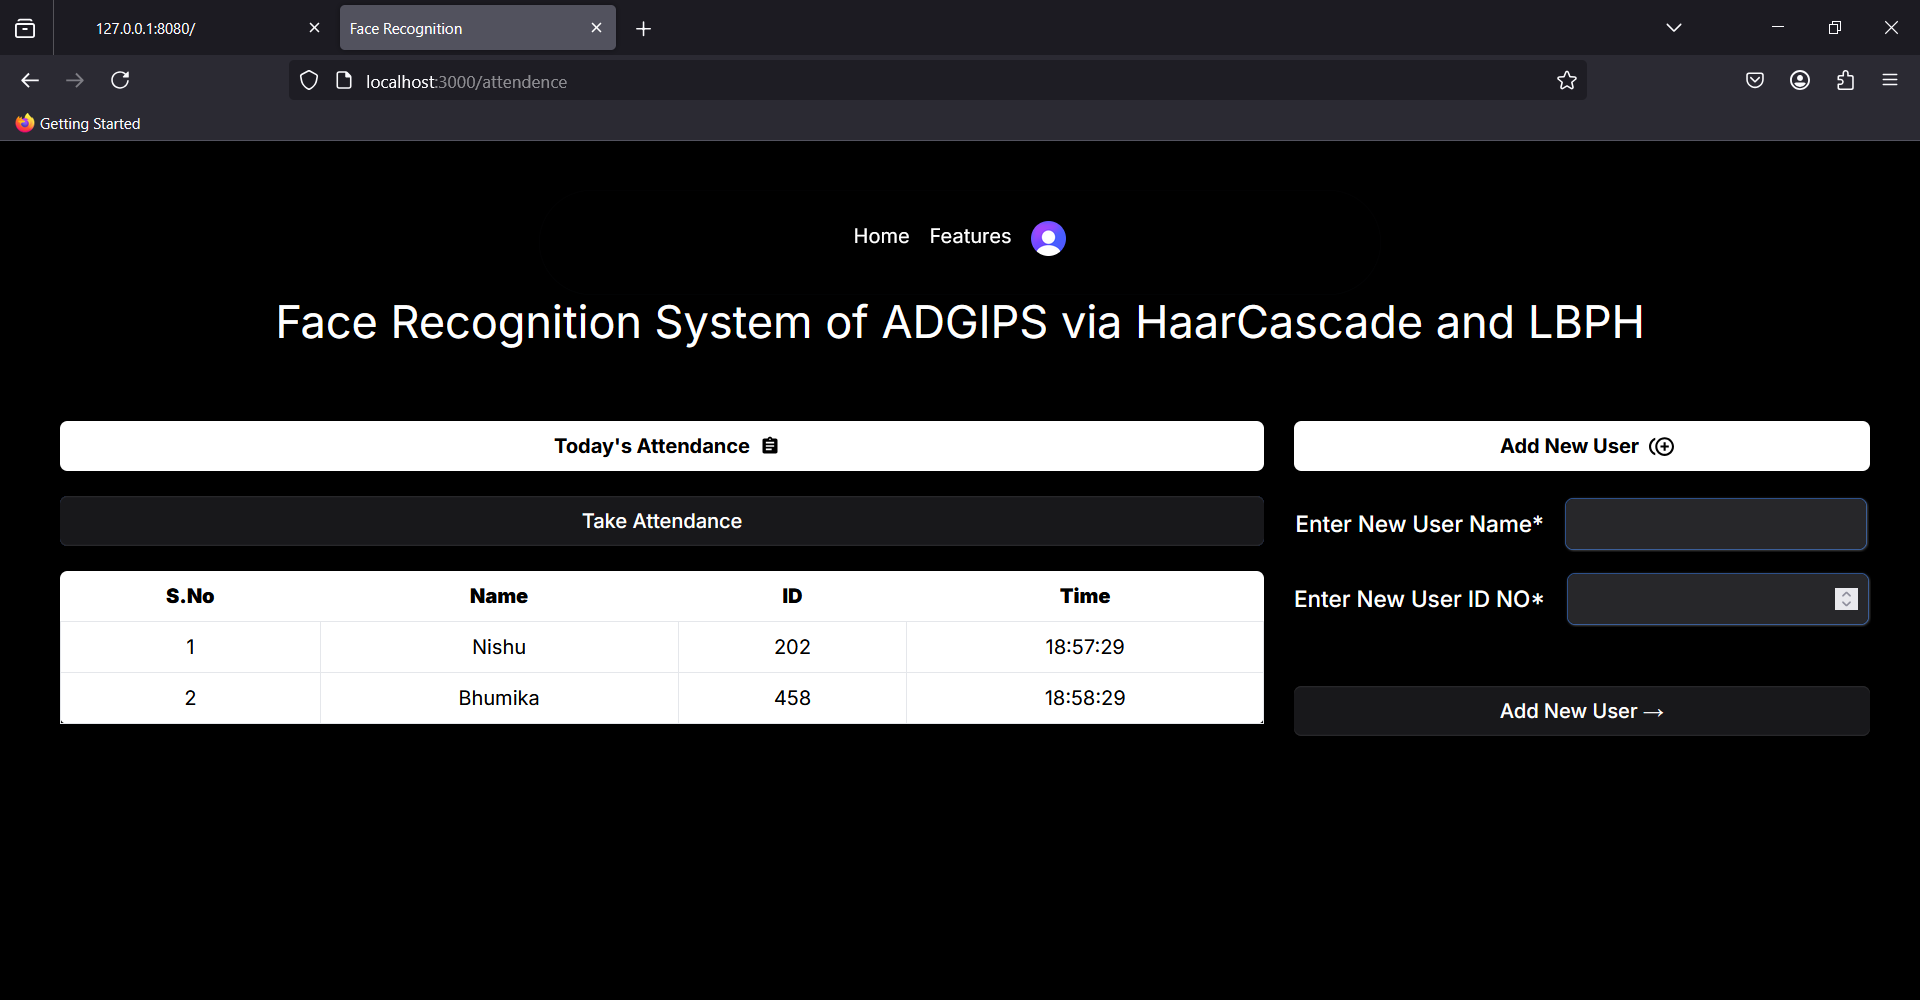 127.0.0.1:8080/
Face Recognition
localhost:3000/attendence
Getting Started
Home Features
Face Recognition System of ADGIPS via HaarCascade and LBPH
Today's Attendance
Take Attendance
S.No Name ID Time
1 Nishu 202 18:57:29
2 Bhumika 458 18:58:29
Add New User
Enter New User Name*
Enter New User ID NO*
Add New User →